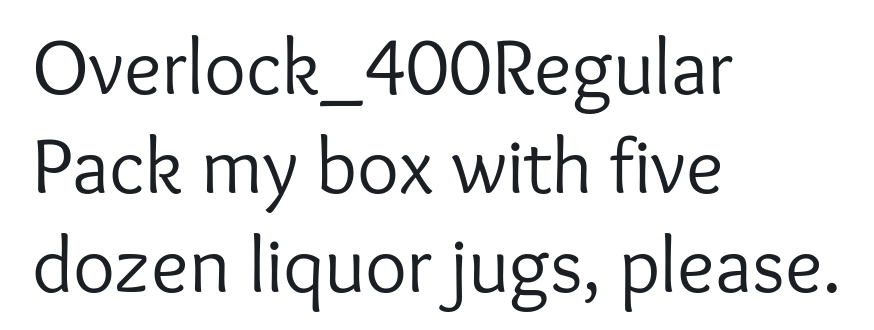 Overlock_400Regular
Pack my box with five
dozen liquor jugs, please.